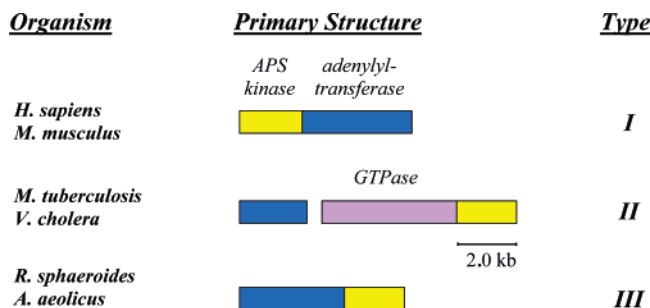 Organism Primary Structure Type
APS kinase adenylyl-transferase
H. sapiens
M. musculus
I
GTPase
M. tuberculosis
V. cholera
II
2.0 kb
R. sphaeroides
A. aeolicus
III